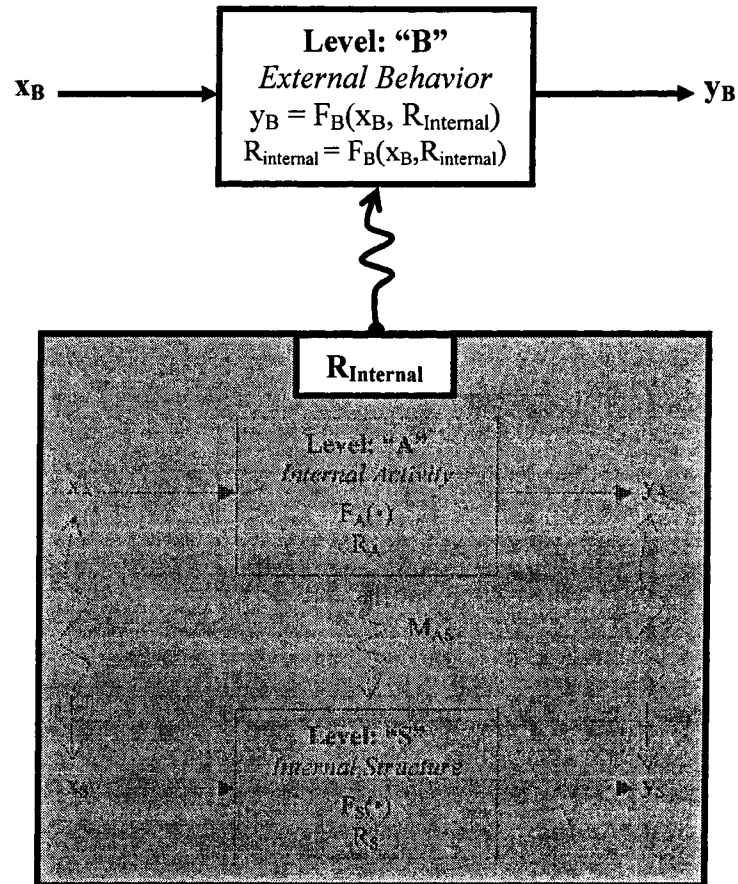 Level: “B”
External Behavior
x_B
y_B
y_B = F_B(x_B, R_Internal)
R_internal = F_B(x_B,R_internal)
R_Internal
Level: “A”
Internal Activity
x_A
y_A
F_A(•)
R_A
M_AS
Level: “S”
Internal Structure
x_S
y_S
F_S(•)
R_S